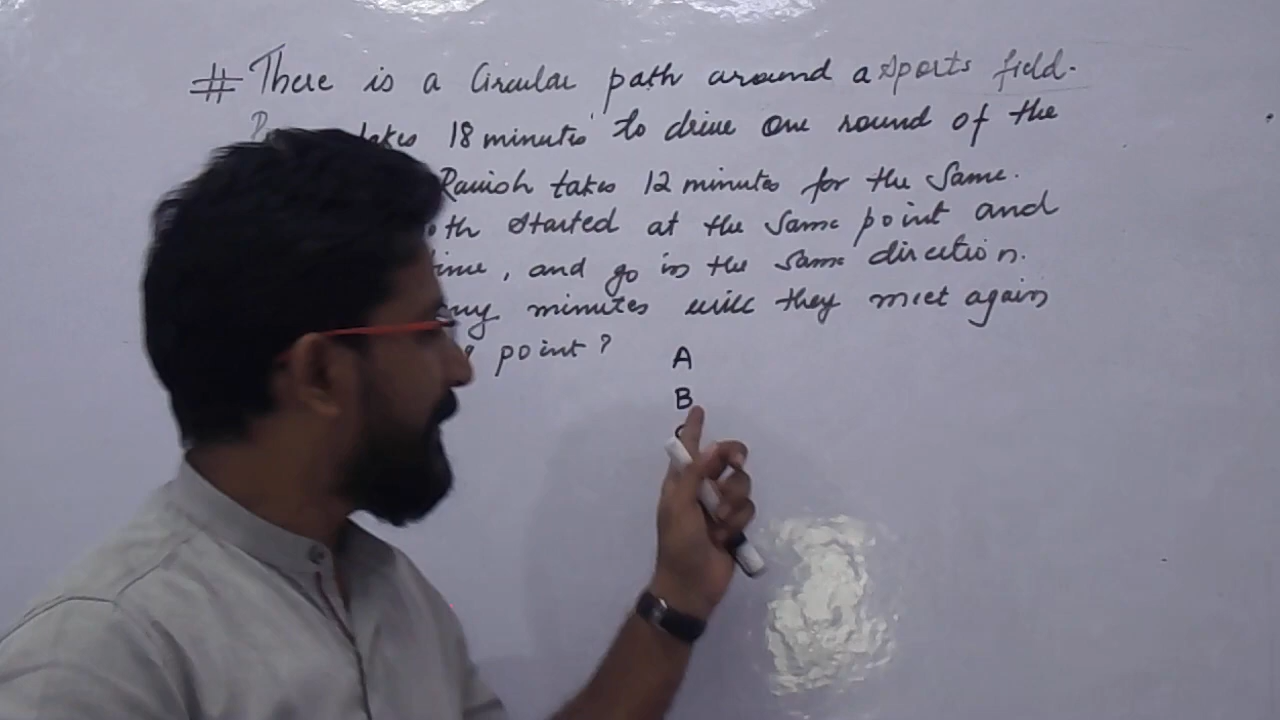 # There is a Circular path around a sports field.
takes 18 minutes to drive one round of the
Ravish takes 12 minutes for the same.
started at the same point and
, and go in the same direction.
minutes will they meet again
point ?
A
B